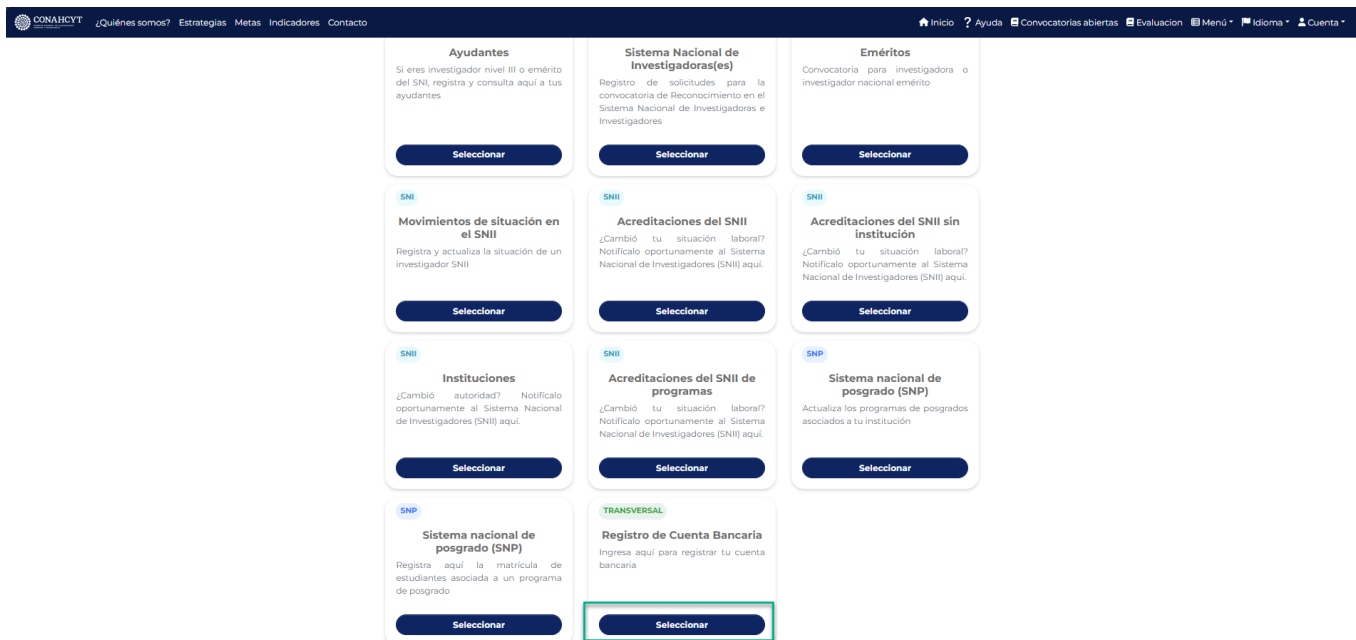 CONAHCYT ¿Quiénes somos? Estrategias Metas Indicadores Contacto Inicio ? Ayuda Convocatorias abiertas Evaluacion Menú Idioma Cuenta
Ayudantes
Si eres investigador nivel III o emérito
del SNI, registra y consulta aquí a tus
ayudantes
Seleccionar
Sistema Nacional de
Investigadoras(es)
Registro de solicitudes para la
convocatoria de Reconocimiento en el
Sistema Nacional de Investigadoras e
Investigadores
Seleccionar
Eméritos
Convocatoria para investigadora o
investigador nacional emérito
Seleccionar
SNI
Movimientos de situación en
el SNII
Registra y actualiza la situación de un
investigador SNII
Seleccionar
SNII
Acreditaciones del SNII
¿Cambió tu situación laboral?
Notifícalo oportunamente al Sistema
Nacional de Investigadores (SNII) aquí.
Seleccionar
SNII
Acreditaciones del SNII sin
institución
¿Cambió tu situación laboral?
Notifícalo oportunamente al Sistema
Nacional de Investigadores (SNII) aquí.
Seleccionar
SNII
Instituciones
¿Cambió autoridad? Notifícalo
oportunamente al Sistema Nacional
de Investigadores (SNII) aquí.
Seleccionar
SNII
Acreditaciones del SNII de
programas
¿Cambió tu situación laboral?
Notifícalo oportunamente al Sistema
Nacional de Investigadores (SNII) aquí.
Seleccionar
SNP
Sistema nacional de
posgrado (SNP)
Actualiza los programas de posgrados
asociados a tu institución
Seleccionar
SNP
Sistema nacional de
posgrado (SNP)
Registra aquí la matrícula de
estudiantes asociada a un programa
de posgrado
Seleccionar
TRANSVERSAL
Registro de Cuenta Bancaria
Ingresa aquí para registrar tu cuenta
bancaria
Seleccionar